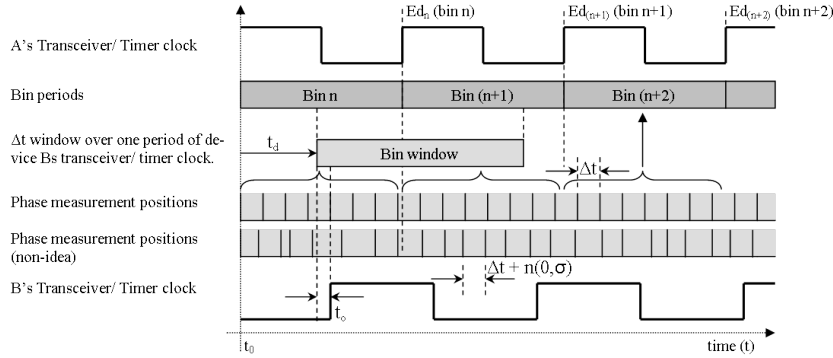 Ed_n (bin n) Ed_(n+1) (bin n+1) Ed_(n+2) (bin n+2)
A's Transceiver/ Timer clock
Bin periods Bin n Bin (n+1) Bin (n+2)
Δt window over one period of de-
vice Bs transceiver/ timer clock.
t_d Bin window
Δt
Phase measurement positions
Phase measurement positions
(non-idea)
Δt + n(0,σ)
B's Transceiver/ Timer clock
t_o
t_0 time (t)